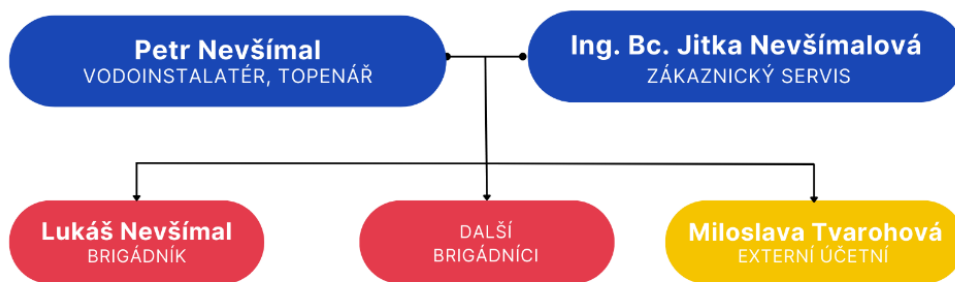 Petr Nevšímal
VODOINSTALATÉR, TOPENÁŘ
Ing. Bc. Jitka Nevšímalová
ZÁKAZNICKÝ SERVIS
Lukáš Nevšímal
BRIGÁDNÍK
DALŠÍ
BRIGÁDNÍCI
Miloslava Tvarohová
EXTERNÍ ÚČETNÍ